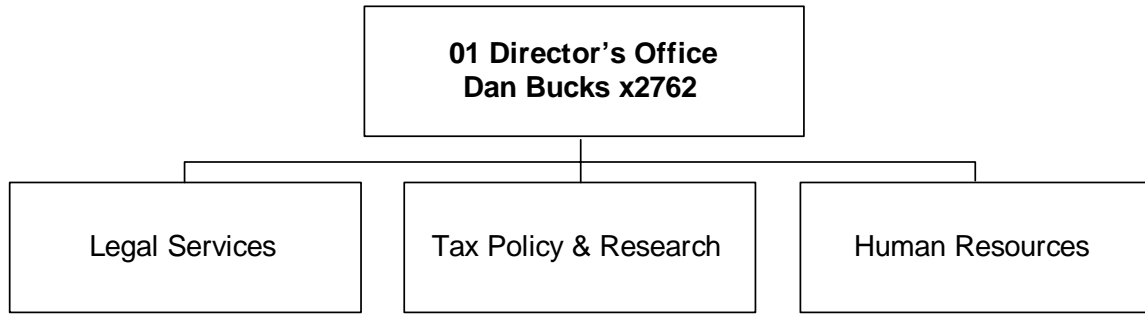 01 Director’s Office
Dan Bucks x2762
Legal Services
Tax Policy & Research
Human Resources